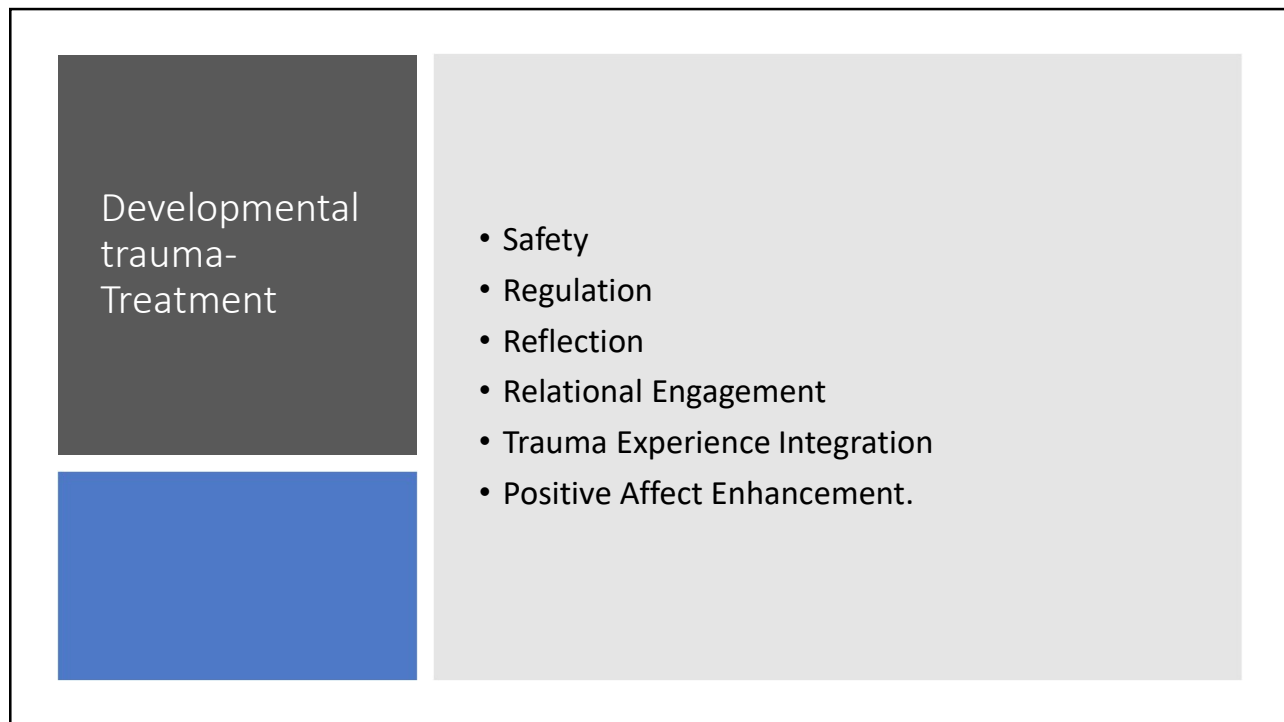 Developmental
trauma-
Treatment
• Safety
• Regulation
• Reflection
• Relational Engagement
• Trauma Experience Integration
• Positive Affect Enhancement.